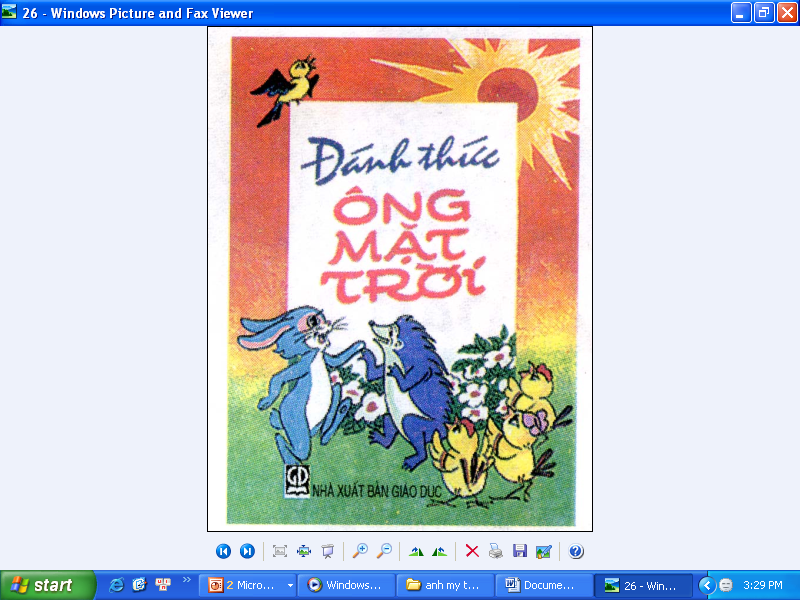 26 - Windows Picture and Fax Viewer
Đánh thức
ÔNG
MẶT
TRỜI
GD
NHÀ XUẤT BẢN GIÁO DỤC
start
2 Micro...
Windows...
anh my t...
Docume...
26 - Win...
3:29 PM